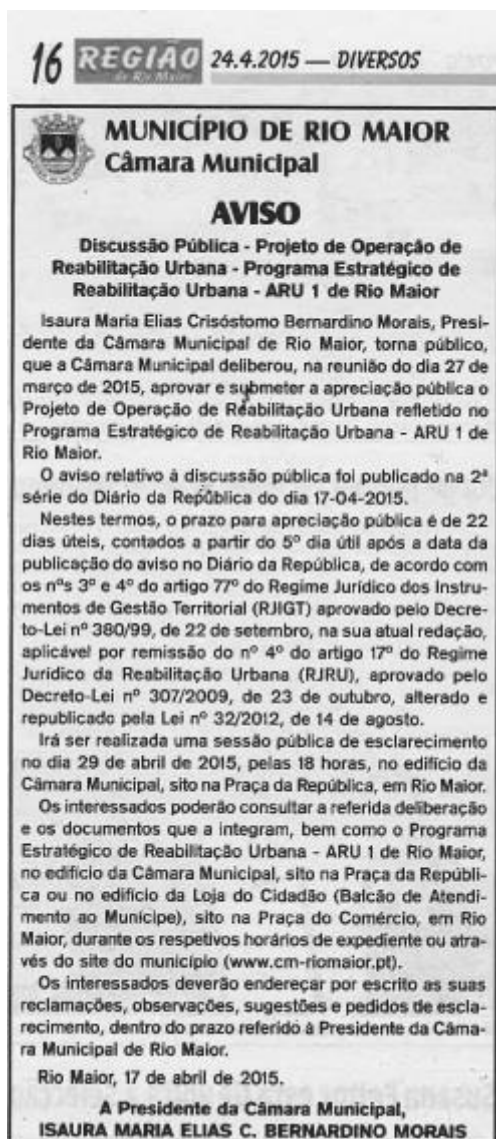 16 REGIÃO de Rio Maior 24.4.2015 — DIVERSOS
MUNICÍPIO DE RIO MAIOR
Câmara Municipal
AVISO
Discussão Pública - Projeto de Operação de
Reabilitação Urbana - Programa Estratégico de
Reabilitação Urbana - ARU 1 de Rio Maior
Isaura Maria Elias Crisóstomo Bernardino Morais, Presi-
dente da Câmara Municipal de Rio Maior, torna público,
que a Câmara Municipal deliberou, na reunião do dia 27 de
março de 2015, aprovar e submeter a apreciação pública o
Projeto de Operação de Reabilitação Urbana refletido no
Programa Estratégico de Reabilitação Urbana - ARU 1 de
Rio Maior.
O aviso relativo à discussão pública foi publicado na 2ª
série do Diário da República do dia 17-04-2015.
Nestes termos, o prazo para apreciação pública é de 22
dias úteis, contados a partir do 5º dia útil após a data da
publicação do aviso no Diário da República, de acordo com
os nºs 3º e 4º do artigo 77º do Regime Jurídico dos Instru-
mentos de Gestão Territorial (RJIGT) aprovado pelo Decre-
to-Lei nº 380/99, de 22 de setembro, na sua atual redação,
aplicável por remissão do nº 4º do artigo 17º do Regime
Jurídico da Reabilitação Urbana (RJRU), aprovado pelo
Decreto-Lei nº 307/2009, de 23 de outubro, alterado e
republicado pela Lei nº 32/2012, de 14 de agosto.
Irá ser realizada uma sessão pública de esclarecimento
no dia 29 de abril de 2015, pelas 18 horas, no edifício da
Câmara Municipal, sito na Praça da República, em Rio Maior.
Os interessados poderão consultar a referida deliberação
e os documentos que a integram, bem como o Programa
Estratégico de Reabilitação Urbana - ARU 1 de Rio Maior,
no edifício da Câmara Municipal, sito na Praça da Repúbli-
ca ou no edifício da Loja do Cidadão (Balcão de Atendi-
mento ao Munícipe), sito na Praça do Comércio, em Rio
Maior, durante os respetivos horários de expediente ou atra-
vés do site do município (www.cm-riomaior.pt).
Os interessados deverão endereçar por escrito as suas
reclamações, observações, sugestões e pedidos de escla-
recimento, dentro do prazo referido à Presidente da Câma-
ra Municipal de Rio Maior.
Rio Maior, 17 de abril de 2015.
A Presidente da Câmara Municipal,
ISAURA MARIA ELIAS C. BERNARDINO MORAIS